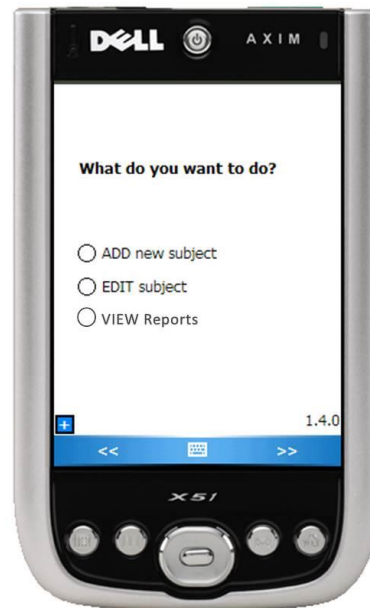 DELL AXIM
What do you want to do?
ADD new subject
EDIT subject
VIEW Reports
1.4.0
<< >>
X51